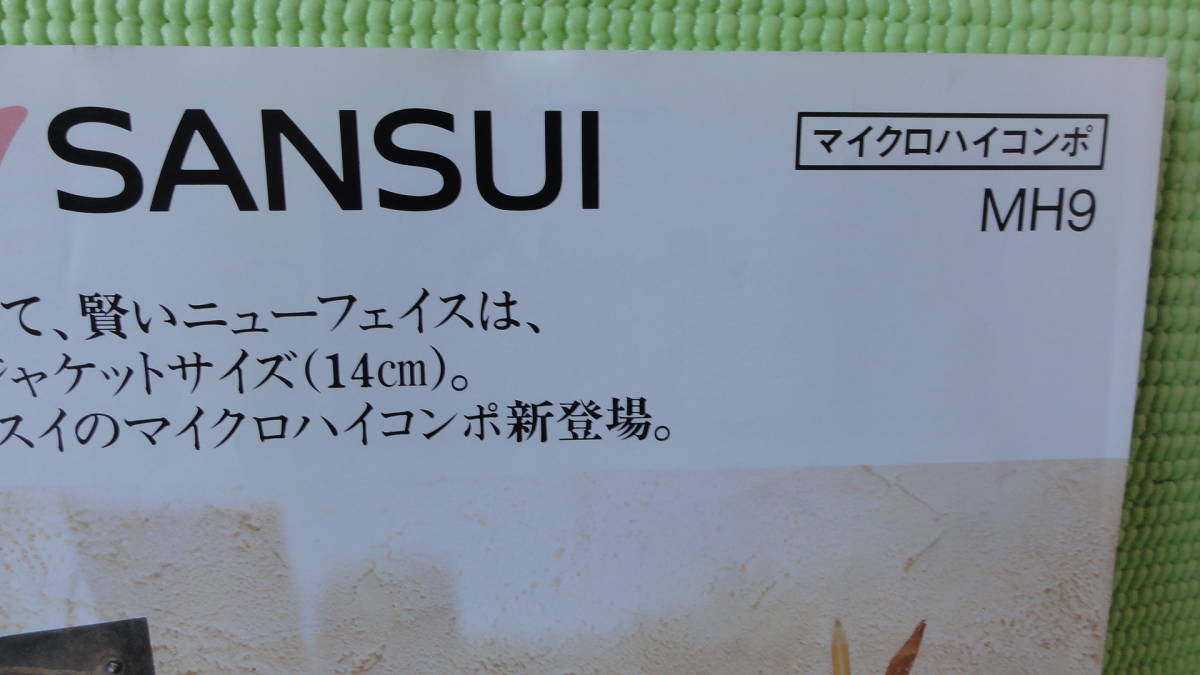 SANSUI
マイクロハイコンポ
MH9
て、賢いニューフェイスは、
ジャケットサイズ(14cm)。
スイのマイクロハイコンポ新登場。